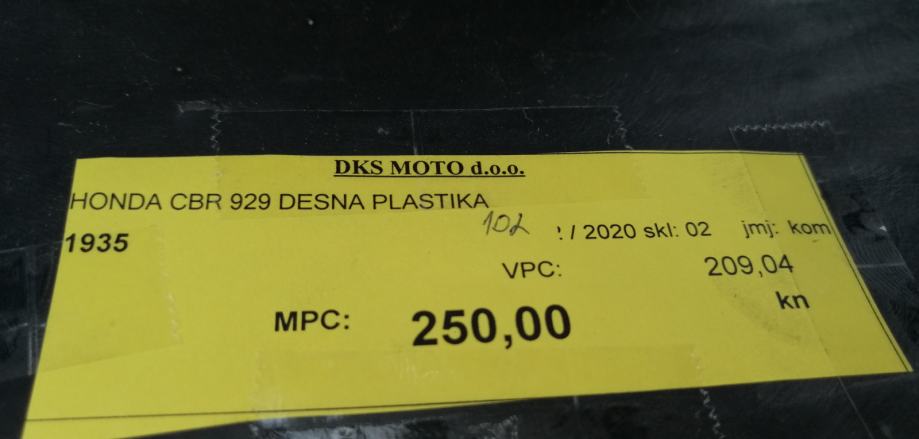 DKS MOTO d.o.o.
HONDA CBR 929 DESNA PLASTIKA
1935 102 / 2020 skl: 02 jmj: kom
VPC: 209,04
MPC: 250,00 kn